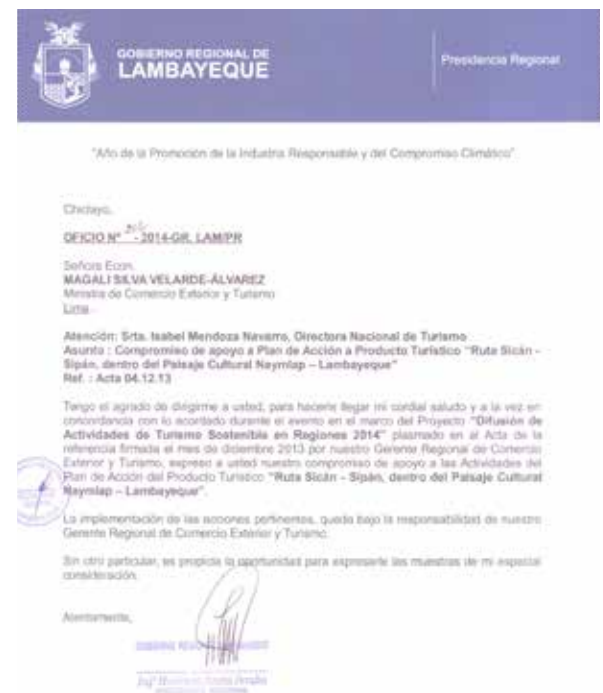 GOBIERNO REGIONAL DE
LAMBAYEQUE
Presidencia Regional
"Año de la Promoción de la Industria Responsable y del Compromiso Climático"
Chiclayo,
OFICIO N° -2014-GR. LAM/PR
Señora Econ.
MAGALI SILVA VELARDE-ÁLVAREZ
Ministra de Comercio Exterior y Turismo
Lima.-
Atención: Srta. Isabel Mendoza Navarro, Directora Nacional de Turismo
Asunto : Compromiso de apoyo a Plan de Acción a Producto Turístico "Ruta Sicán -
Sipán, dentro del Paisaje Cultural Naymlap – Lambayeque"
Ref. : Acta 04.12.13
Tengo el agrado de dirigirme a usted, para hacerle llegar mi cordial saludo y a la vez en
concordancia con lo acordado durante el evento en el marco del Proyecto "Difusión de
Actividades de Turismo Sostenible en Regiones 2014" plasmado en el Acta de la
referencia firmada el mes de diciembre 2013 por nuestro Gerente Regional de Comercio
Exterior y Turismo, expreso a usted nuestro compromiso de apoyo a las Actividades del
Plan de Acción del Producto Turístico "Ruta Sicán - Sipán, dentro del Paisaje Cultural
Naymlap – Lambayeque".
La implementación de las acciones pertinentes, queda bajo la responsabilidad de nuestro
Gerente Regional de Comercio Exterior y Turismo.
Sin otro particular, es propicia la oportunidad para expresarle las muestras de mi especial
consideración.
Atentamente,
GOBIERNO